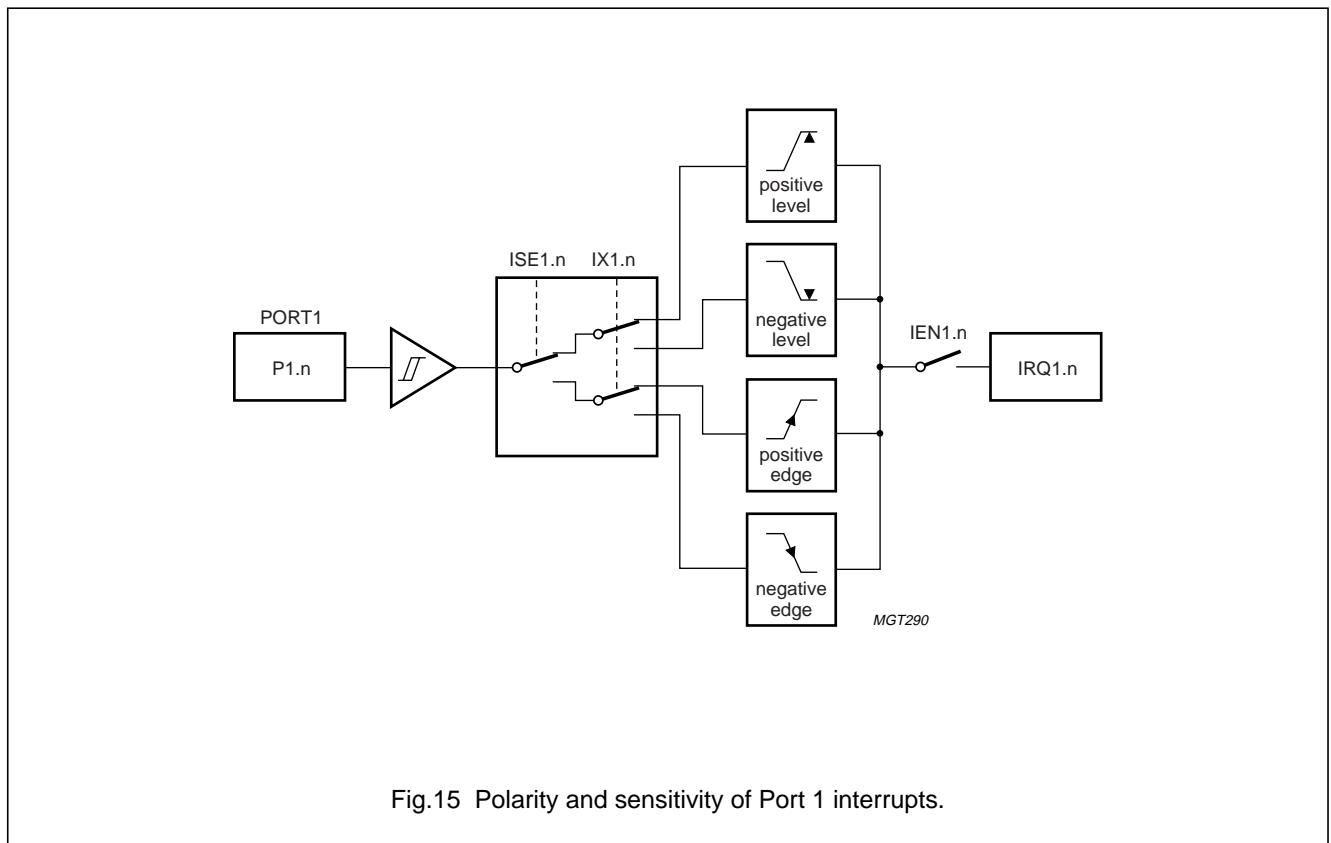 positive
level
ISE1.n IX1.n
negative
level
PORT1
P1.n
IEN1.n
IRQ1.n
positive
edge
negative
edge
MGT290
Fig.15 Polarity and sensitivity of Port 1 interrupts.